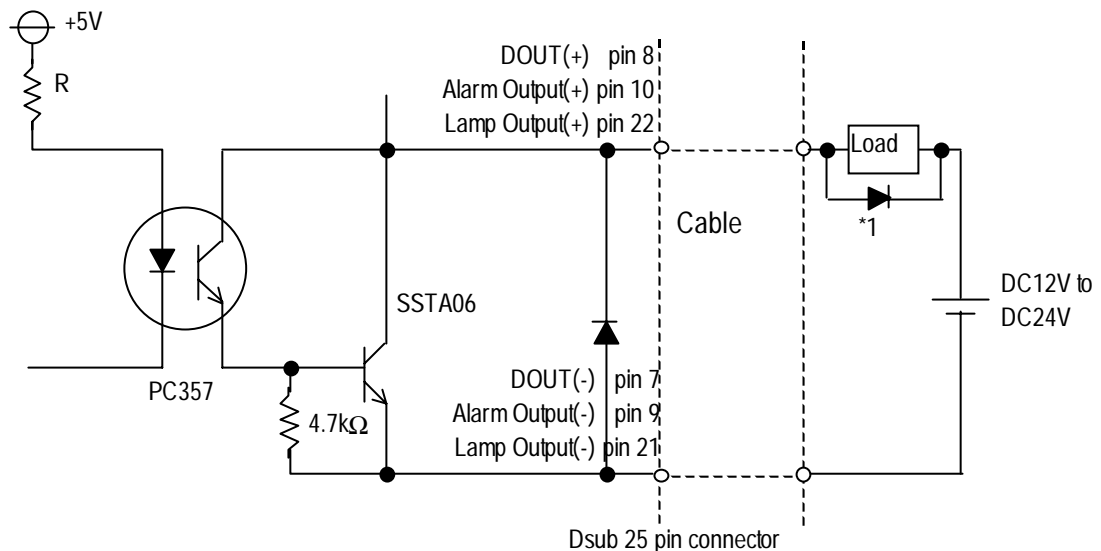 +5V
R
DOUT(+) pin 8
Alarm Output(+) pin 10
Lamp Output(+) pin 22
Load
*1
Cable
DC12V to
DC24V
SSTA06
PC357
4.7kΩ
DOUT(-) pin 7
Alarm Output(-) pin 9
Lamp Output(-) pin 21
Dsub 25 pin connector